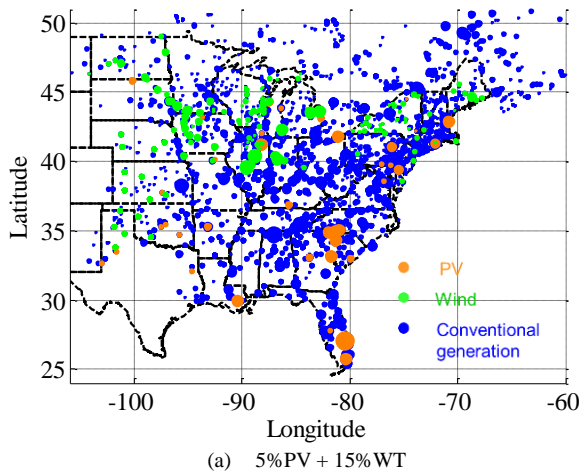 50
45
40
35
30
25
Latitude
PV
Wind
Conventional
generation
-100
-90
-80
-70
-60
Longitude
(a) 5%PV + 15%WT